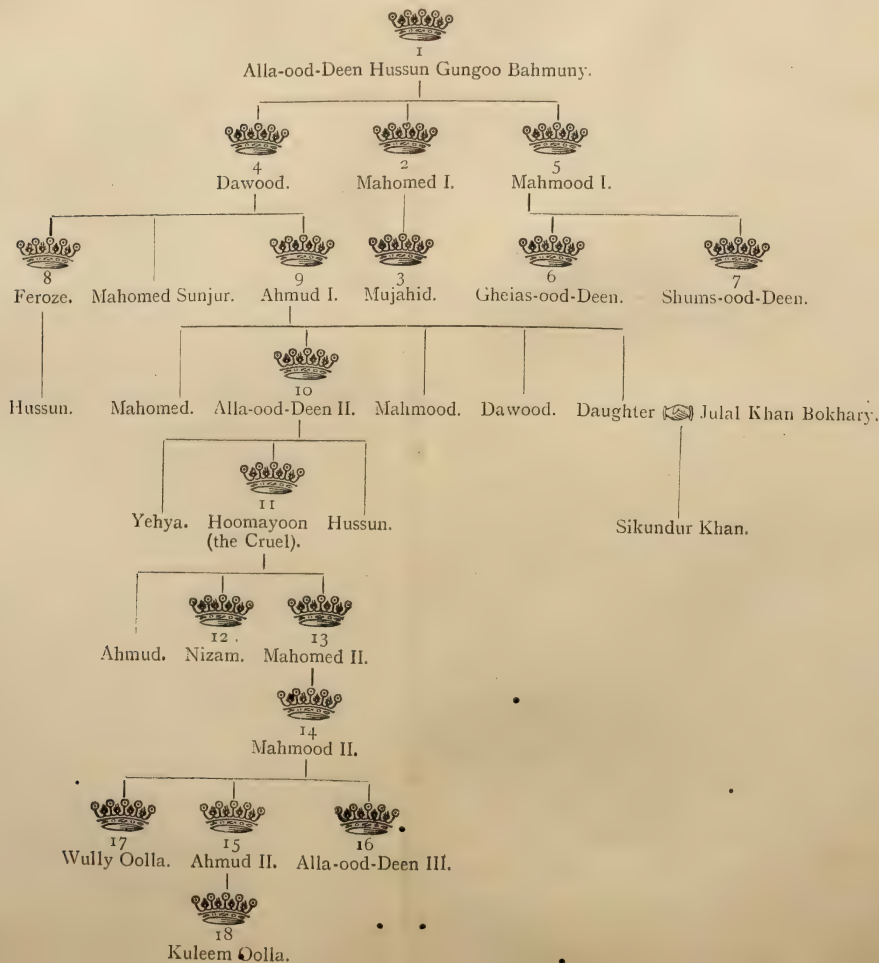 1
Alla-ood-Deen Hussun Gungoo Bahmuny.
4 2 5
Dawood. Mahomed I. Mahmood I.
8 9 3 6 7
Feroze. Mahomed Sunjur. Ahmud I. Mujahid. Gheias-ood-Deen. Shums-ood-Deen.
10
Hussun. Mahomed. Alla-ood-Deen II. Mahmood. Dawood. Daughter Julal Khan Bokhary.
11
Yehya. Hoomayoon Hussun. Sikundur Khan.
(the Cruel).
12. 13
Ahmud. Nizam. Mahomed II.
14
Mahmood II.
17 15 16
Wully Oolla. Ahmud II. Alla-ood-Deen III.
18
Kuleem Oolla.